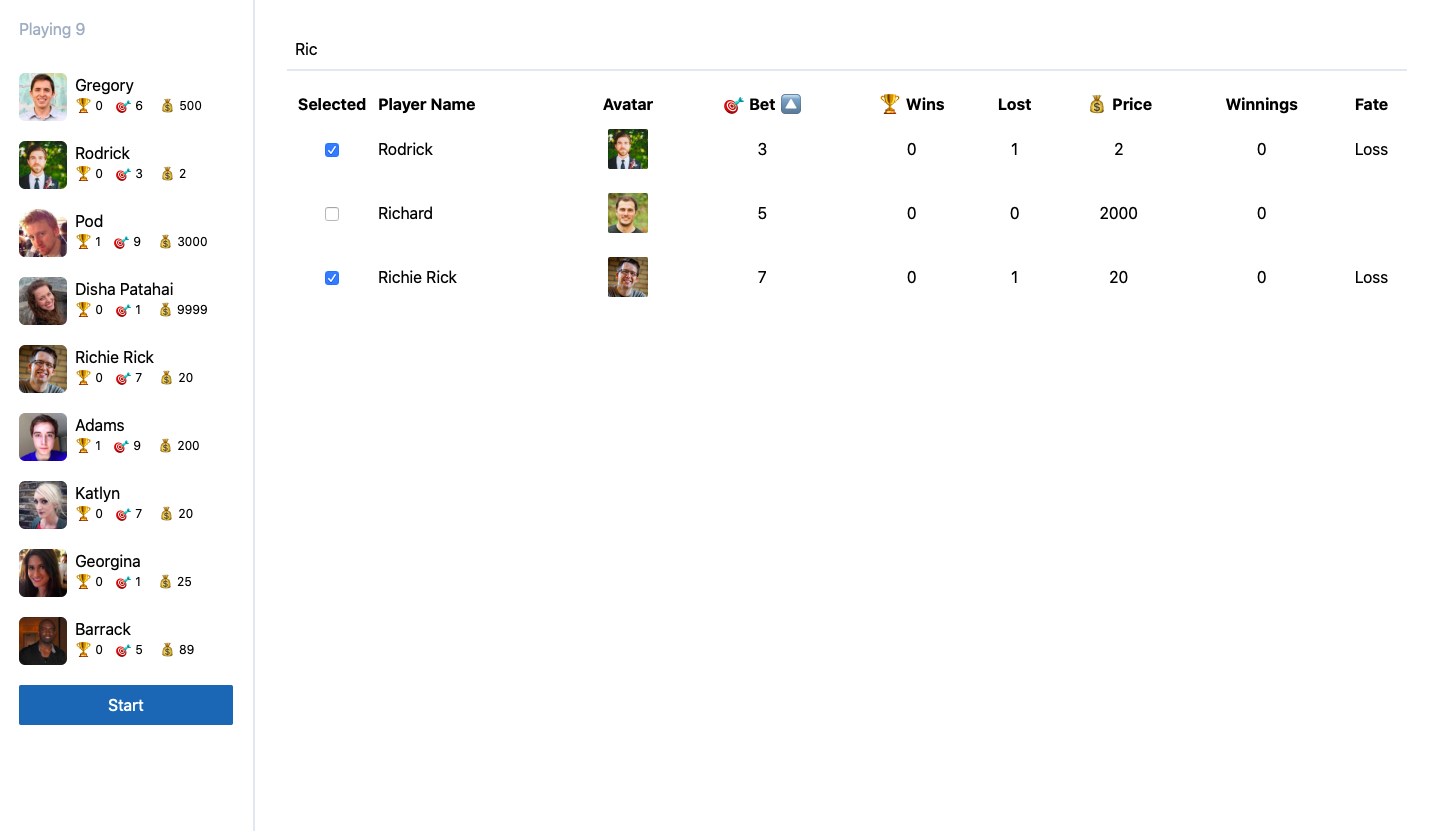 Playing 9
Gregory
0 6 500
Rodrick
0 3 2
Pod
1 9 3000
Disha Patahai
0 1 9999
Richie Rick
0 7 20
Adams
1 9 200
Katlyn
0 7 20
Georgina
0 1 25
Barrack
0 5 89
Start
Ric
Selected Player Name Avatar Bet Wins Lost Price Winnings Fate
Rodrick 3 0 1 2 0 Loss
Richard 5 0 0 2000 0
Richie Rick 7 0 1 20 0 Loss